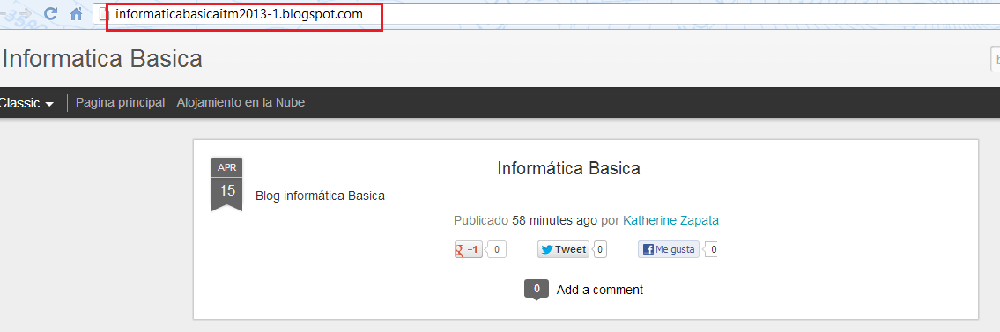 informaticabasicaitm2013-1.blogspot.com
Informatica Basica
Classic Pagina principal Alojamiento en la Nube
APR
15
Informática Basica
Blog informática Basica
Publicado 58 minutes ago por Katherine Zapata
g +1 0 Tweet 0 f Me gusta 0
0 Add a comment